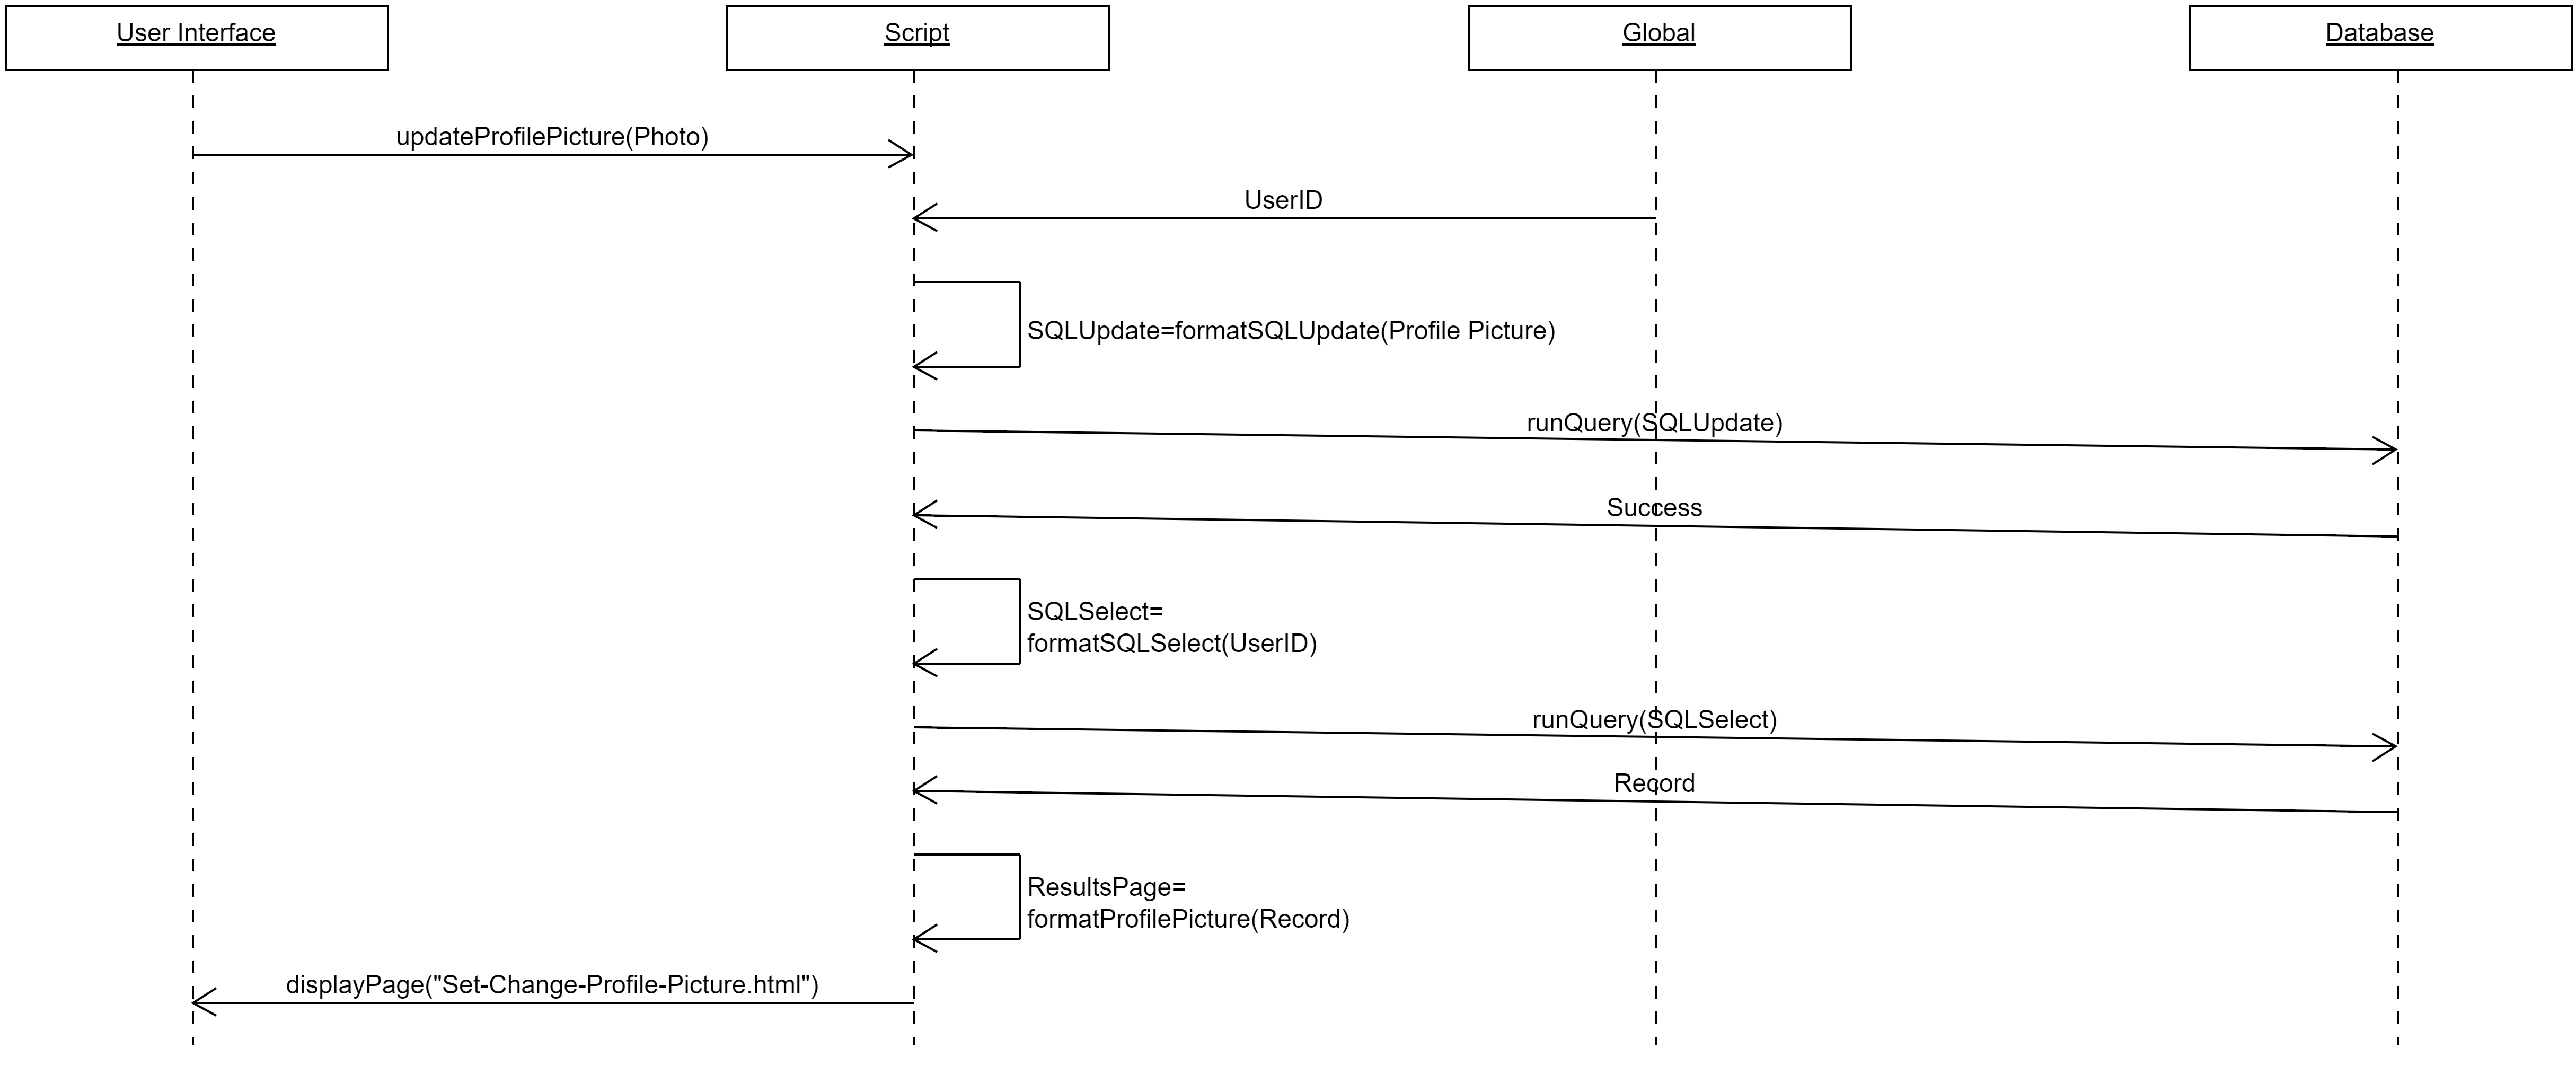 User Interface
Script
Global
Database
updateProfilePicture(Photo)
UserID
SQLUpdate=formatSQLUpdate(Profile Picture)
runQuery(SQLUpdate)
Success
SQLSelect=
formatSQLSelect(UserID)
runQuery(SQLSelect)
Record
ResultsPage=
formatProfilePicture(Record)
displayPage("Set-Change-Profile-Picture.html")